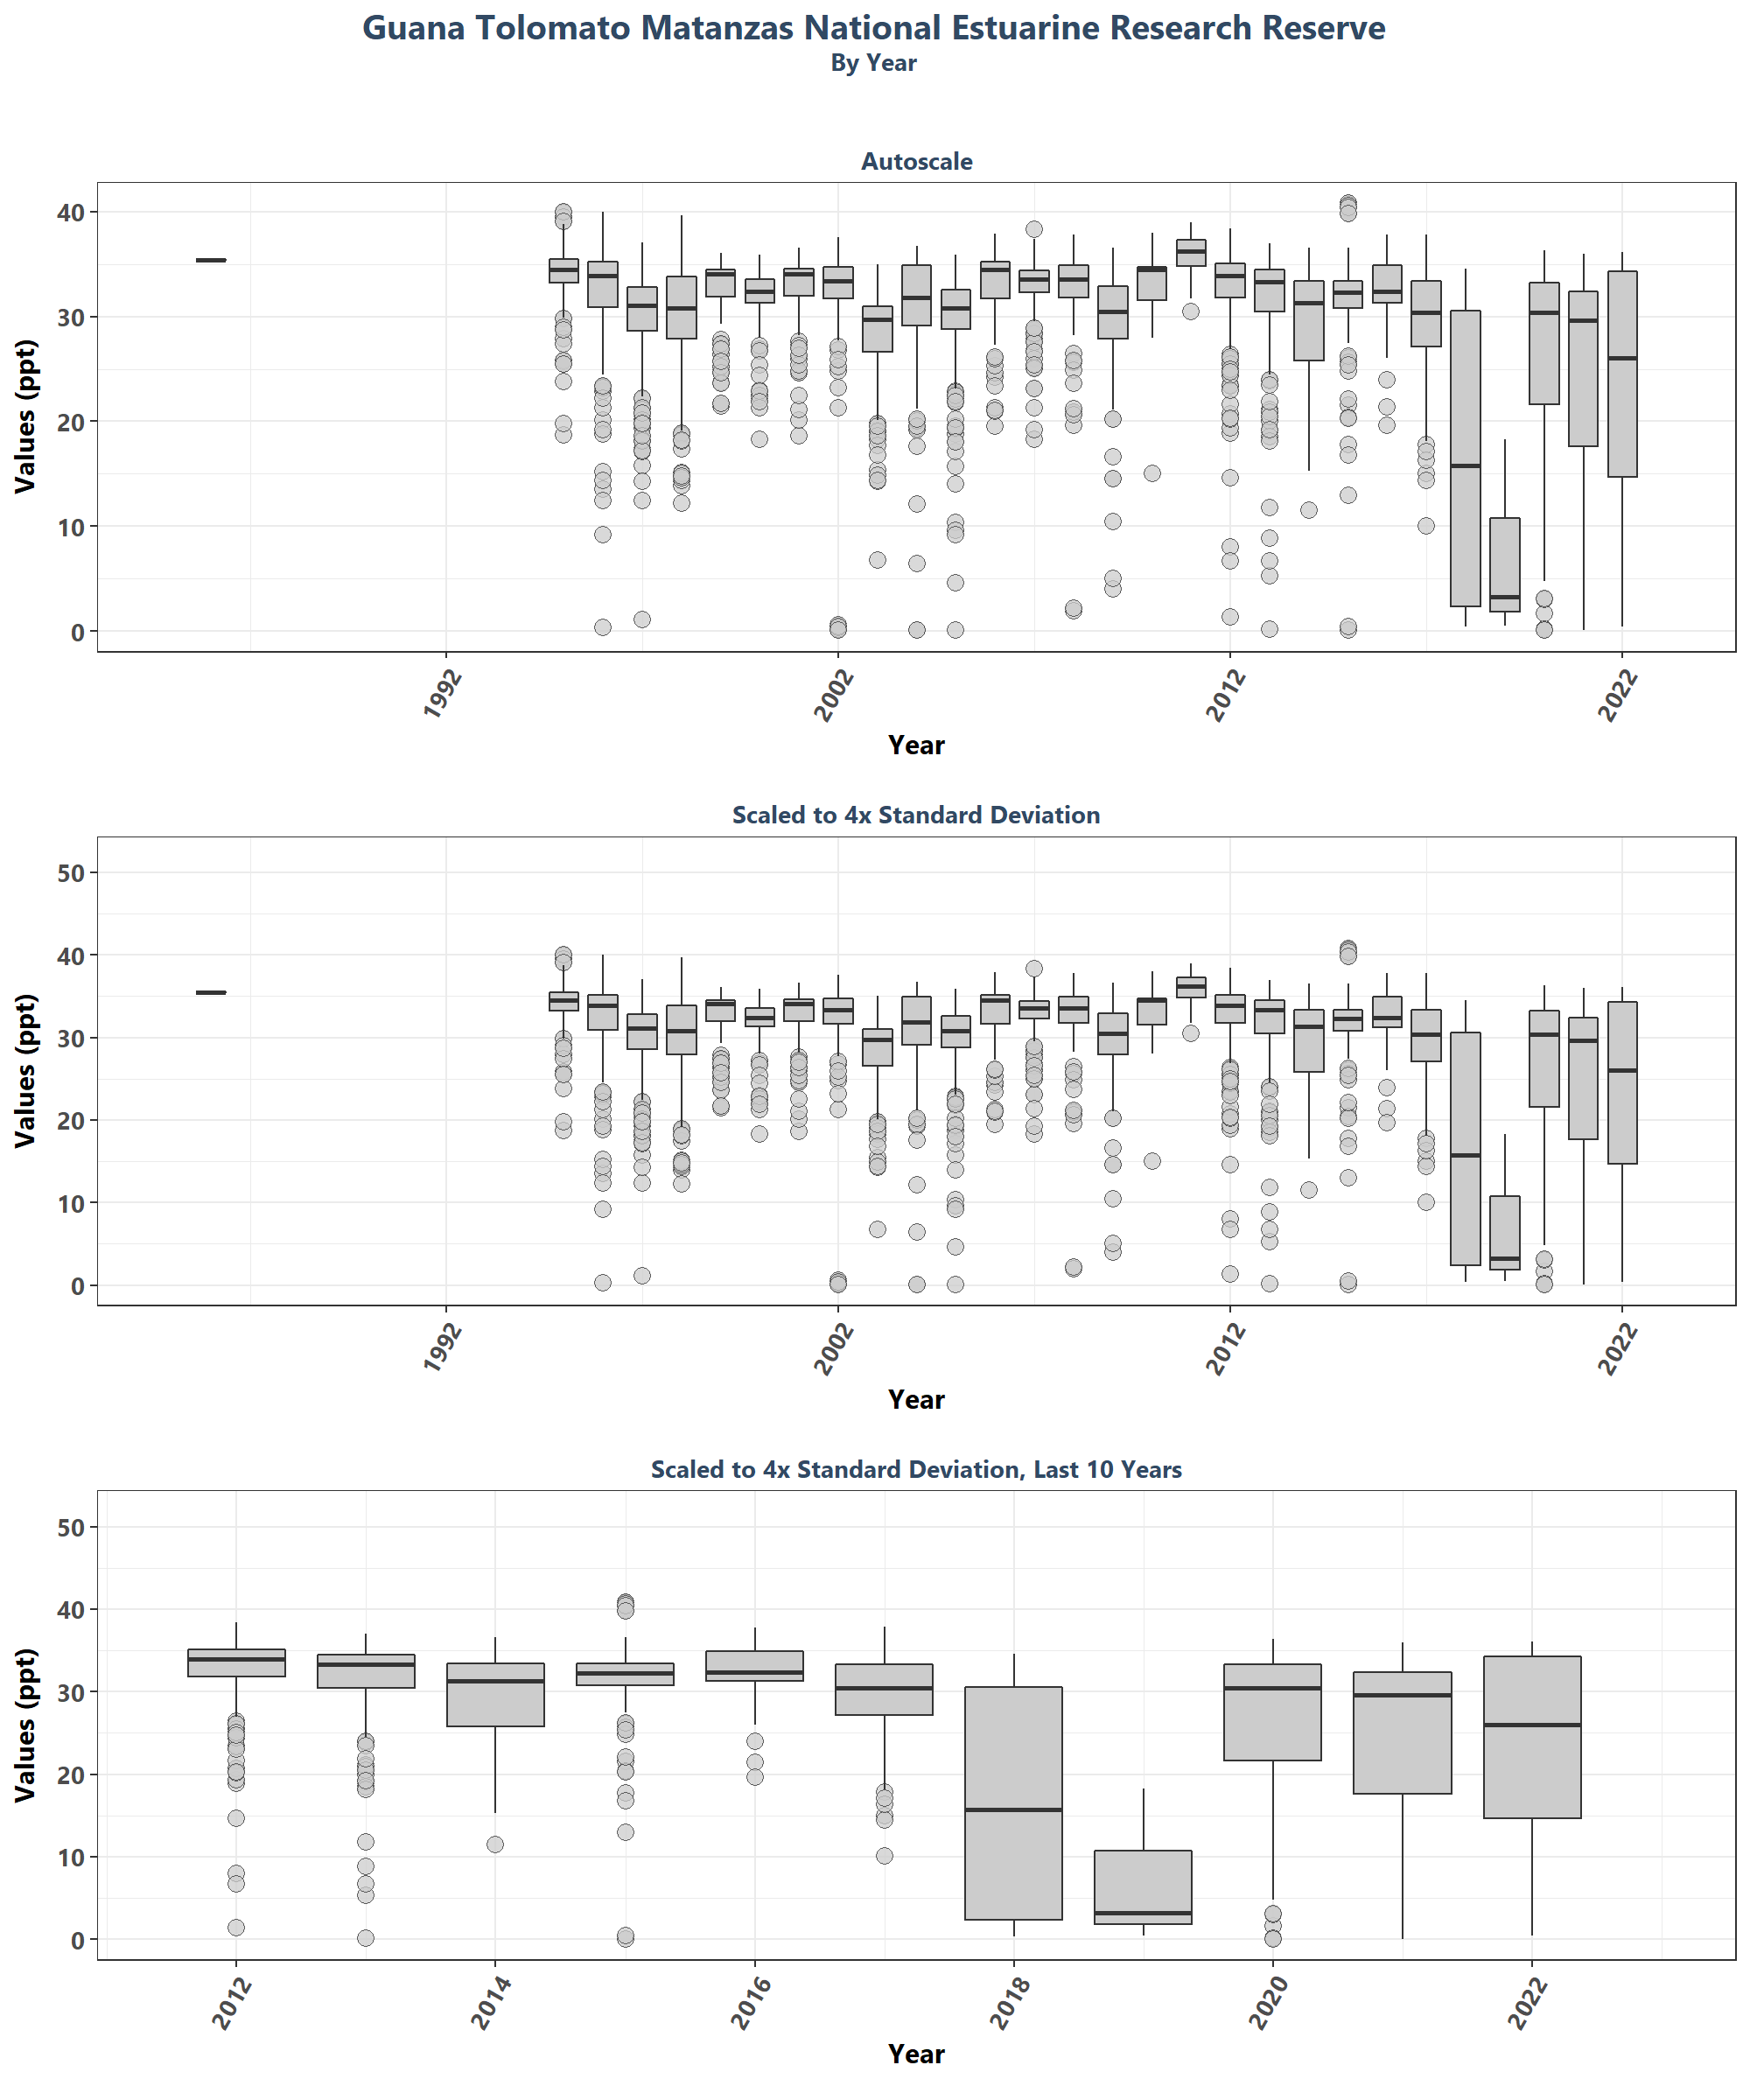 Guana Tolomato Matanzas National Estuarine Research Reserve
By Year
Autoscale
Values (ppt)
40
30
20
10
0
1992
2002
2012
2022
Year
Scaled to 4x Standard Deviation
Values (ppt)
50
40
30
20
10
0
1992
2002
2012
2022
Year
Scaled to 4x Standard Deviation, Last 10 Years
Values (ppt)
50
40
30
20
10
0
2012
2014
2016
2018
2020
2022
Year